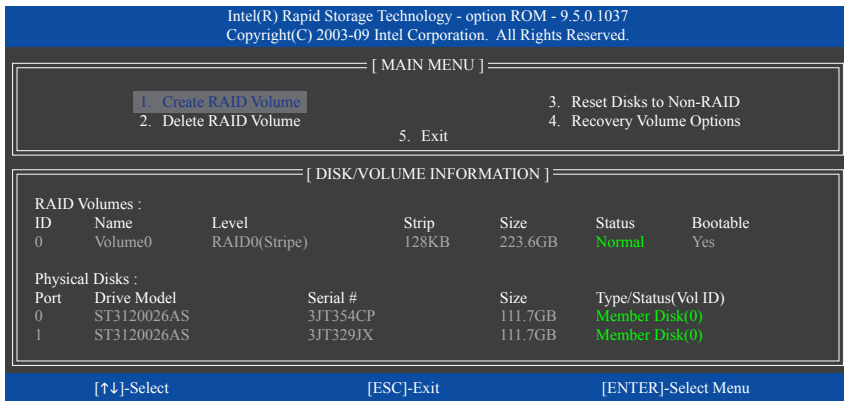 Intel(R) Rapid Storage Technology - option ROM - 9.5.0.1037
Copyright(C) 2003-09 Intel Corporation. All Rights Reserved.
[ MAIN MENU ]
1. Create RAID Volume 3. Reset Disks to Non-RAID
2. Delete RAID Volume 4. Recovery Volume Options
5. Exit
[ DISK/VOLUME INFORMATION ]
RAID Volumes :
ID Name Level Strip Size Status Bootable
0 Volume0 RAID0(Stripe) 128KB 223.6GB Normal Yes
Physical Disks :
Port Drive Model Serial # Size Type/Status(Vol ID)
0 ST3120026AS 3JT354CP 111.7GB Member Disk(0)
1 ST3120026AS 3JT329JX 111.7GB Member Disk(0)
[↑↓]-Select [ESC]-Exit [ENTER]-Select Menu